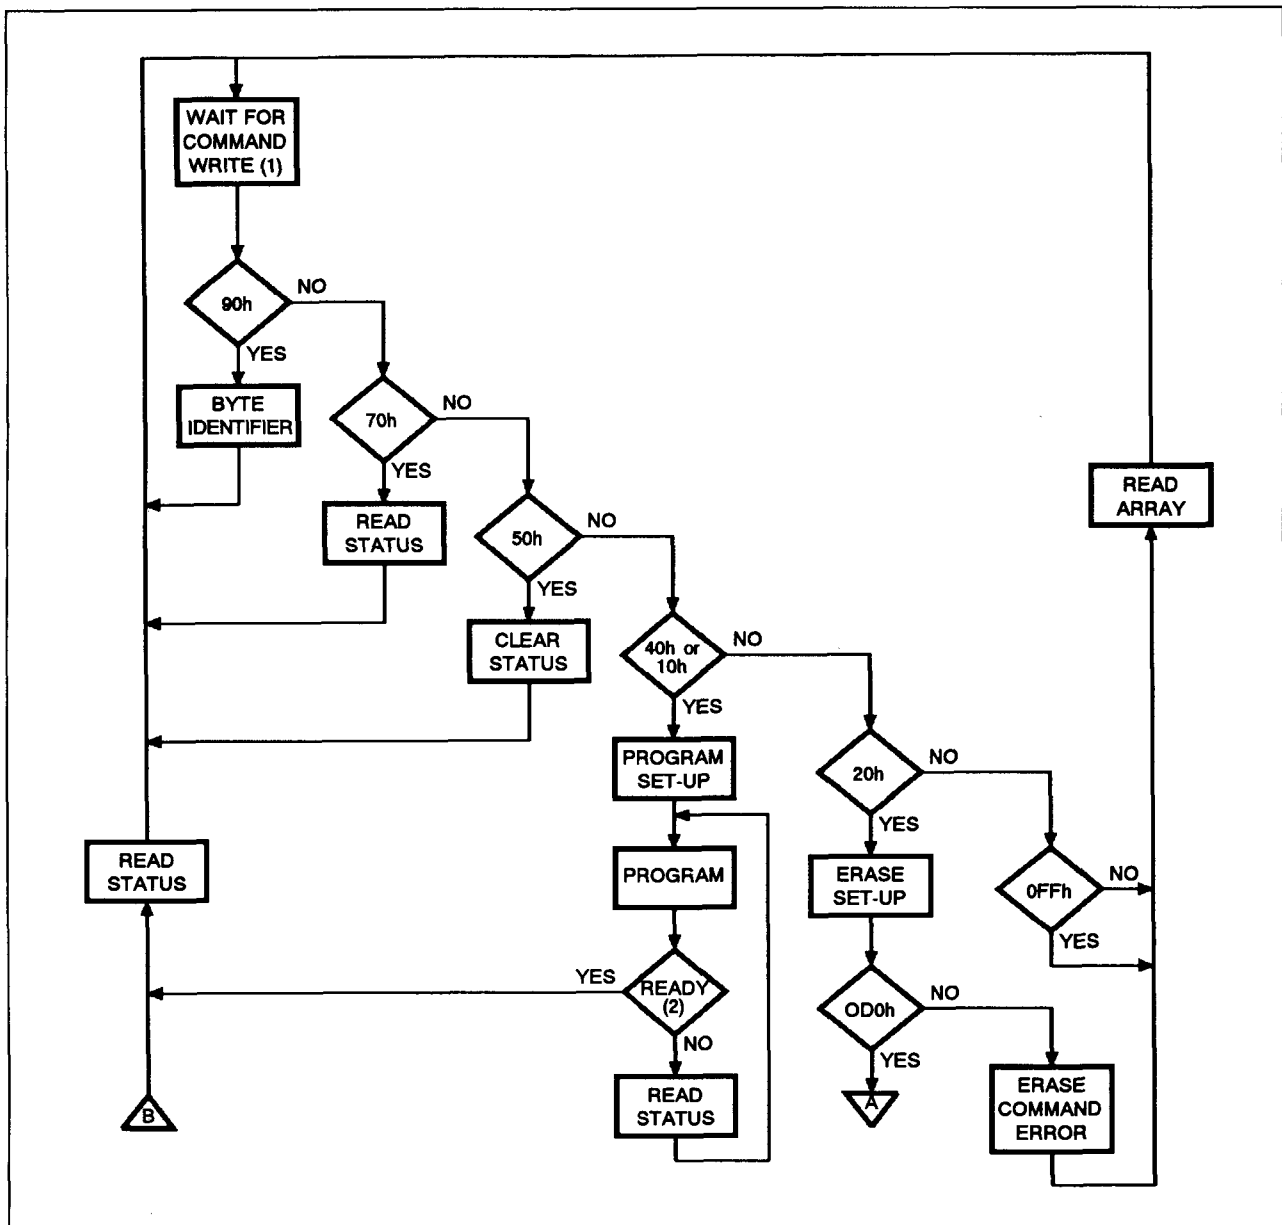 WAIT FOR
COMMAND
WRITE (1)
90h
NO
YES
BYTE
IDENTIFIER
70h
NO
YES
READ
STATUS
50h
NO
YES
CLEAR
STATUS
40h or
10h
NO
YES
PROGRAM
SET-UP
PROGRAM
READY
(2)
YES
NO
READ
STATUS
20h
NO
YES
ERASE
SET-UP
OD0h
NO
YES
A
ERASE
COMMAND
ERROR
0FFh
NO
YES
READ
ARRAY
READ
STATUS
B